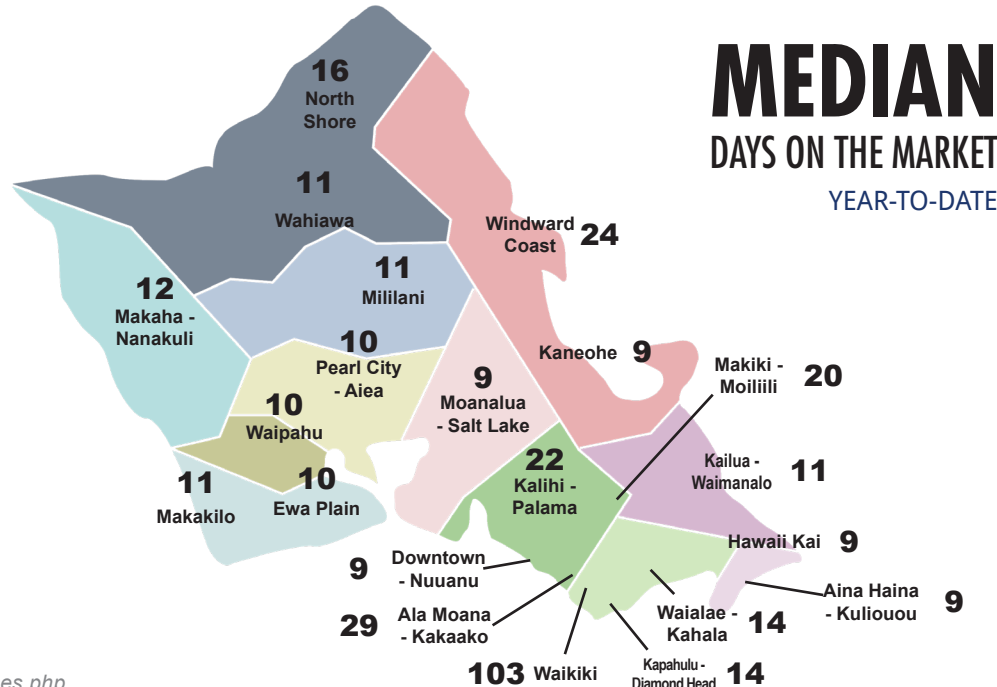 MEDIAN
DAYS ON THE MARKET
YEAR-TO-DATE
16
North
Shore
11
Wahiawa
Windward
Coast
24
11
Mililani
12
Makaha -
Nanakuli
10
Pearl City
- Aiea
Kaneohe 9
Makiki -
Moiliili
20
9
Moanalua
- Salt Lake
10
Waipahu
22
Kalihi -
Palama
Kailua -
Waimanalo
11
11
Makakilo
10
Ewa Plain
Hawaii Kai 9
9
Downtown
- Nuuanu
Aina Haina
- Kuliouou
9
29
Ala Moana
- Kakaako
Waialae -
Kahala
14
103 Waikiki
Kapahulu -
Diamond Head
14
es.php